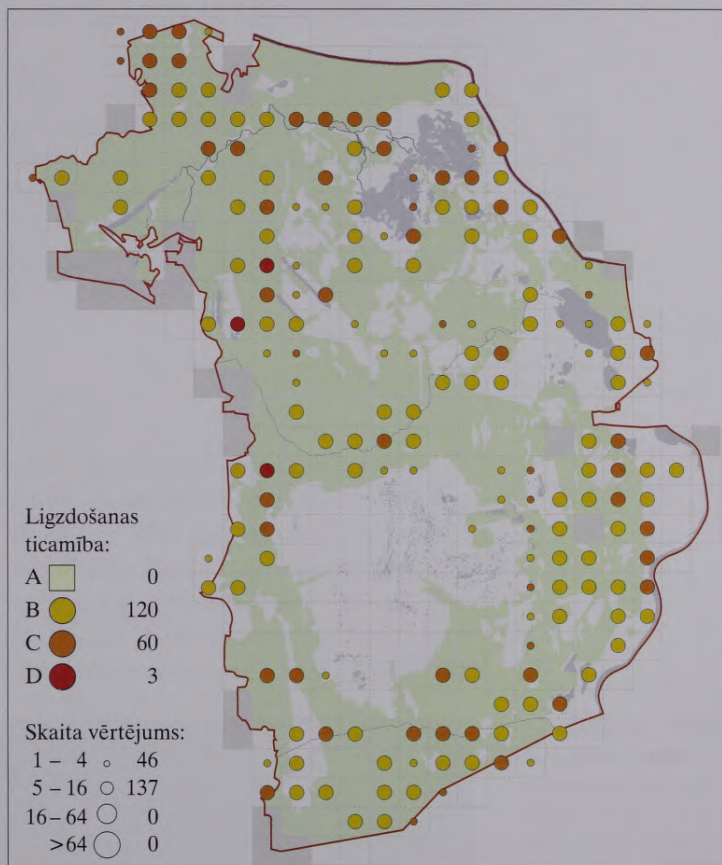 Ligzdošanas
ticamība:
A 0
B 120
C 60
D 3
Skaita vērtējums:
1 – 4 46
5 – 16 137
16 – 64 0
>64 0